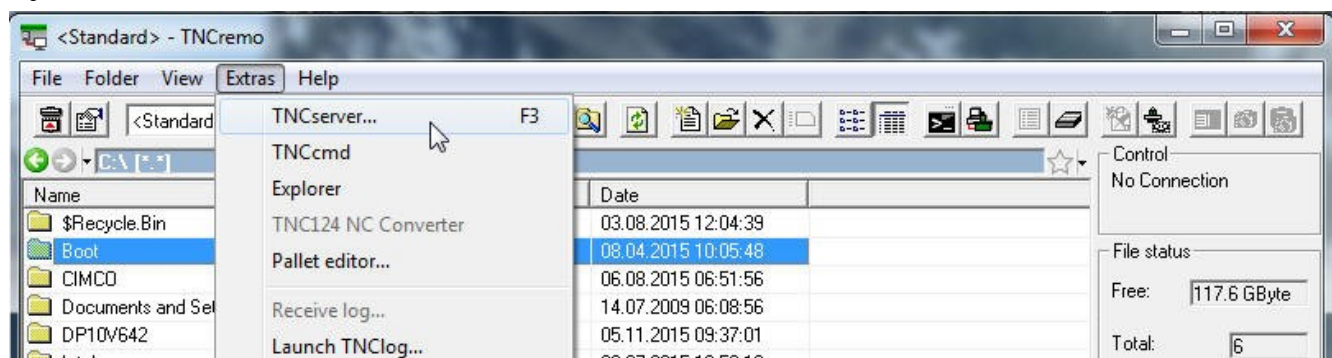 <Standard> - TNCremo
File Folder View Extras Help
<Standard
TNCserver... F3
TNCcmd
Explorer
TNC124 NC Converter
Pallet editor...
Receive log...
Launch TNClog...
C:\ [*.*]
Name Date
$Recycle.Bin 03.08.2015 12:04:39
Boot 08.04.2015 10:05:48
CIMCO 06.08.2015 06:51:56
Documents and Set 14.07.2009 06:08:56
DP10V642 05.11.2015 09:37:01
Control
No Connection
File status
Free: 117.6 GByte
Total: 6